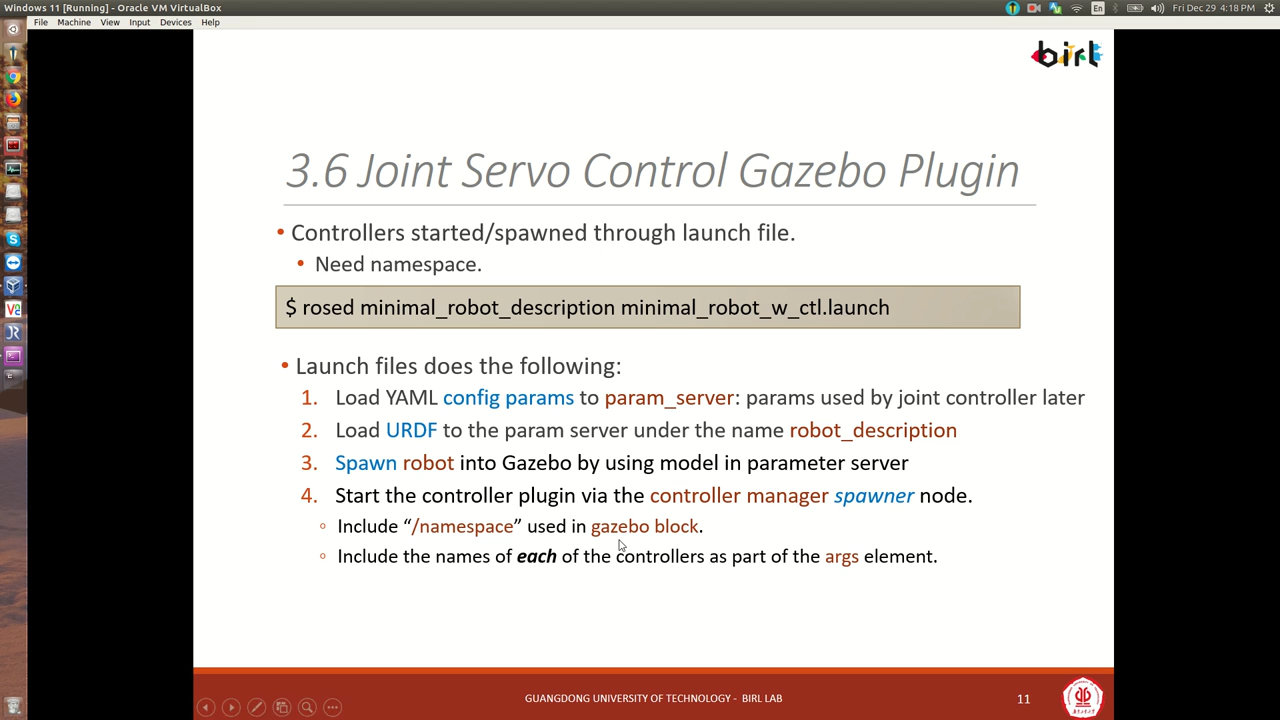 Windows 11 [Running] - Oracle VM VirtualBox
En
Fri Dec 29 4:18 PM
File Machine View Input Devices Help
birl
3.6 Joint Servo Control Gazebo Plugin
• Controllers started/spawned through launch file.
• Need namespace.
$ rosed minimal_robot_description minimal_robot_w_ctl.launch
• Launch files does the following:
1. Load YAML config params to param_server: params used by joint controller later
2. Load URDF to the param server under the name robot_description
3. Spawn robot into Gazebo by using model in parameter server
4. Start the controller plugin via the controller manager spawner node.
◦ Include “/namespace” used in gazebo block.
◦ Include the names of each of the controllers as part of the args element.
GUANGDONG UNIVERSITY OF TECHNOLOGY - BIRL LAB
11